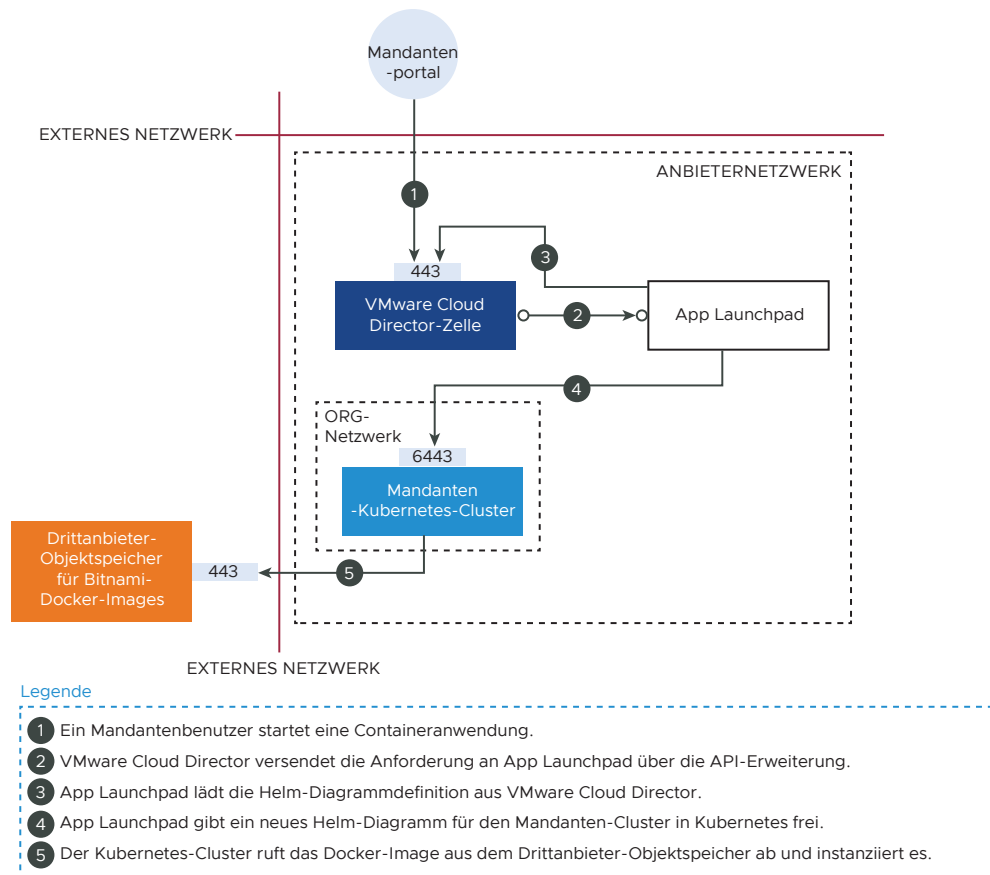 Mandanten
-portal
EXTERNES NETZWERK
ANBIETERNETZWERK
1
3
443
VMware Cloud
Director-Zelle
2
App Launchpad
4
ORG-
Netzwerk
6443
Mandanten
-Kubernetes-Cluster
Drittanbieter-
Objektspeicher
für Bitnami-
Docker-Images
443
5
EXTERNES NETZWERK
Legende
1 Ein Mandantenbenutzer startet eine Containeranwendung.
2 VMware Cloud Director versendet die Anforderung an App Launchpad über die API-Erweiterung.
3 App Launchpad lädt die Helm-Diagrammdefinition aus VMware Cloud Director.
4 App Launchpad gibt ein neues Helm-Diagramm für den Mandanten-Cluster in Kubernetes frei.
5 Der Kubernetes-Cluster ruft das Docker-Image aus dem Drittanbieter-Objektspeicher ab und instanziiert es.